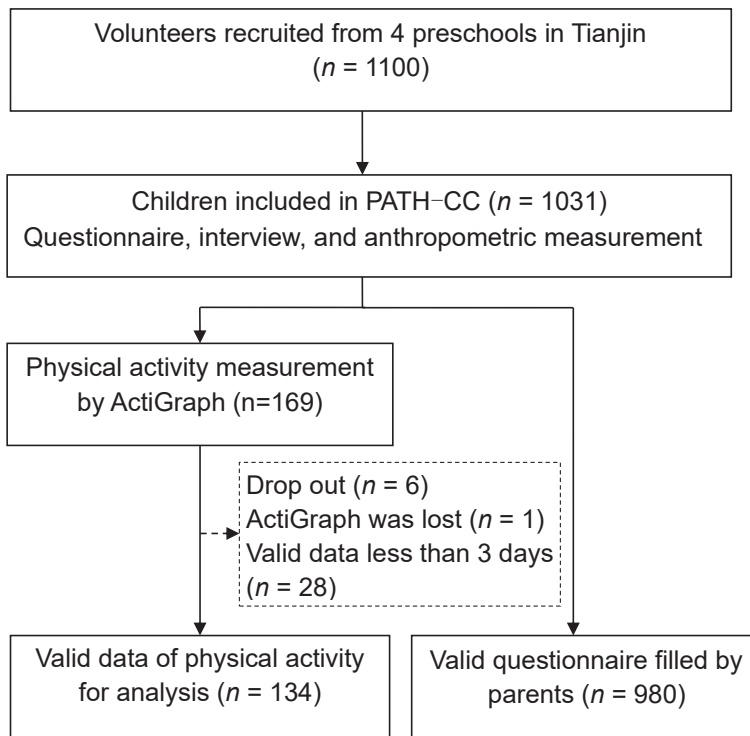 Volunteers recruited from 4 preschools in Tianjin
(n = 1100)
Children included in PATH−CC (n = 1031)
Questionnaire, interview, and anthropometric measurement
Physical activity measurement
by ActiGraph (n=169)
Drop out (n = 6)
ActiGraph was lost (n = 1)
Valid data less than 3 days
(n = 28)
Valid data of physical activity
for analysis (n = 134)
Valid questionnaire filled by
parents (n = 980)